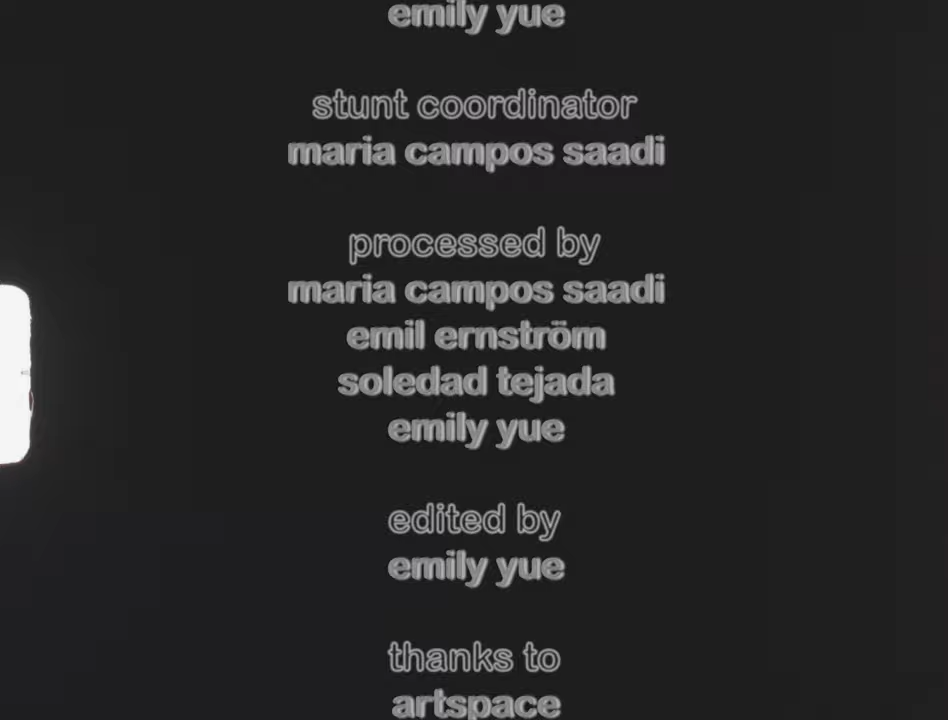 emily yue
stunt coordinator
maria campos saadi
processed by
maria campos saadi
emil ernström
soledad tejada
emily yue
edited by
emily yue
thanks to
artspace